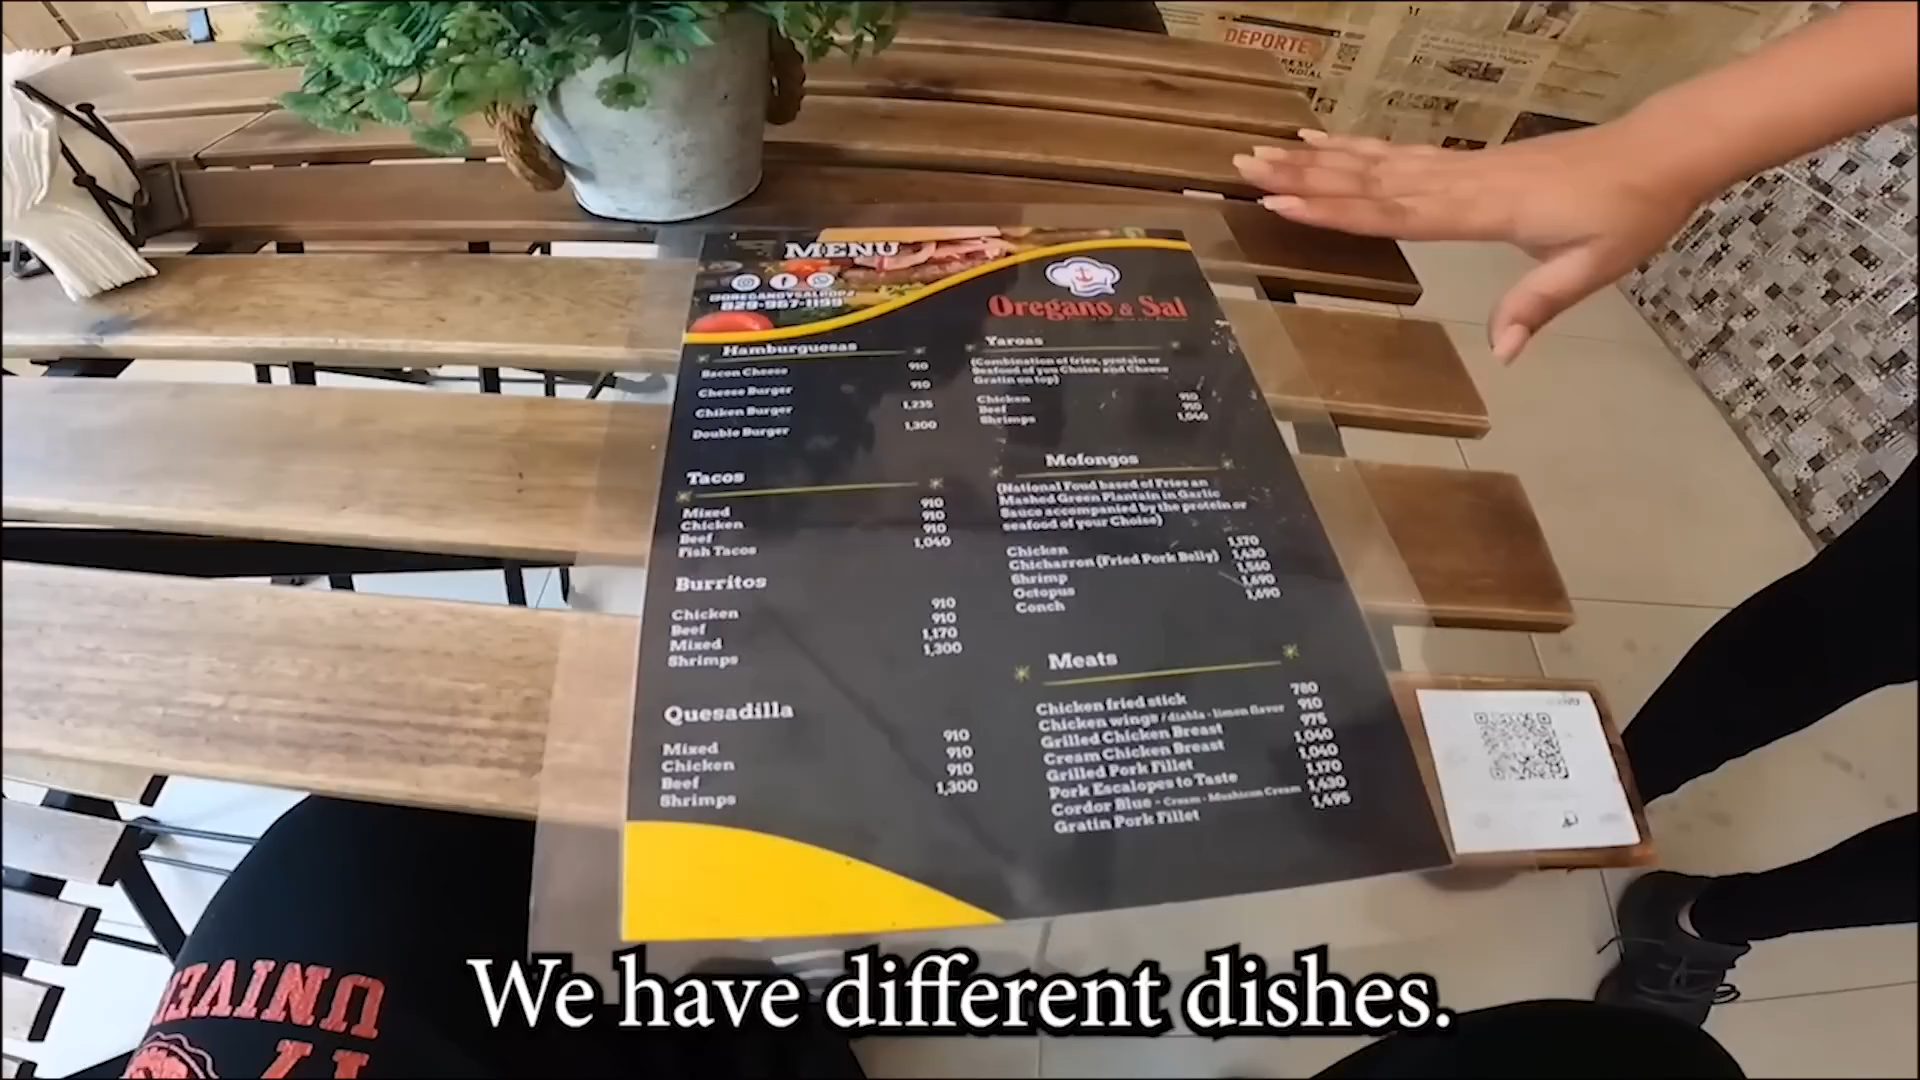 DEPORTE
MENU
829-967-1199
Oregano & Sal
Hamburguesas
Bacon Cheese 910
Cheese Burger 910
Chiken Burger 1,235
Double Burger 1,300
Tacos
Mixed 910
Chicken 910
Beef 910
Fish Tacos 1,040
Burritos
Chicken 910
Beef 910
Mixed 1,170
Shrimps 1,300
Quesadilla
Mixed 910
Chicken 910
Beef 910
Shrimps 1,300
Yaroas
(Combination of fries, protein or
Seafood of you Choise and Cheese
Gratin on top)
Chicken 910
Beef 910
Shrimps 1,040
Mofongos
(National Foud based of Fries an
Mashed Green Plantain in Garlic
Sauce accompanied by the protein or
seafood of your Choise)
Chicken 1,170
Chicharron (Fried Pork Belly) 1,430
Shrimp 1,560
Octopus 1,690
Conch 1,690
Meats
Chicken fried stick 780
Chicken wings / diabla - limon flavor 910
Grilled Chicken Breast 975
Cream Chicken Breast 1,040
Grilled Pork Fillet 1,040
Pork Escalopes to Taste 1,170
Cordor Blue - Cream - Mushicun Cream 1,430
Gratin Pork Fillet 1,495
UNIVE
We have different dishes.